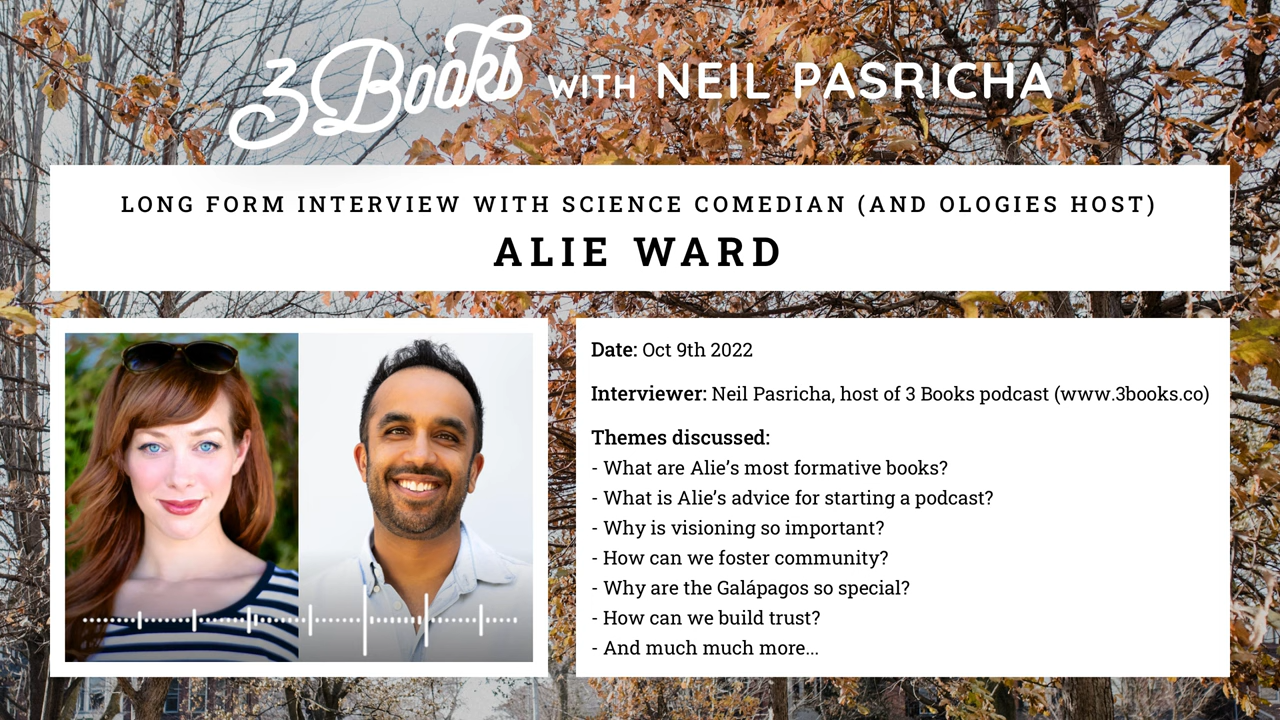 3 Books WITH NEIL PASRICHA
LONG FORM INTERVIEW WITH SCIENCE COMEDIAN (AND OLOGIES HOST)
ALIE WARD
Date: Oct 9th 2022
Interviewer: Neil Pasricha, host of 3 Books podcast (www.3books.co)
Themes discussed:
- What are Alie’s most formative books?
- What is Alie’s advice for starting a podcast?
- Why is visioning so important?
- How can we foster community?
- Why are the Galápagos so special?
- How can we build trust?
- And much much more...